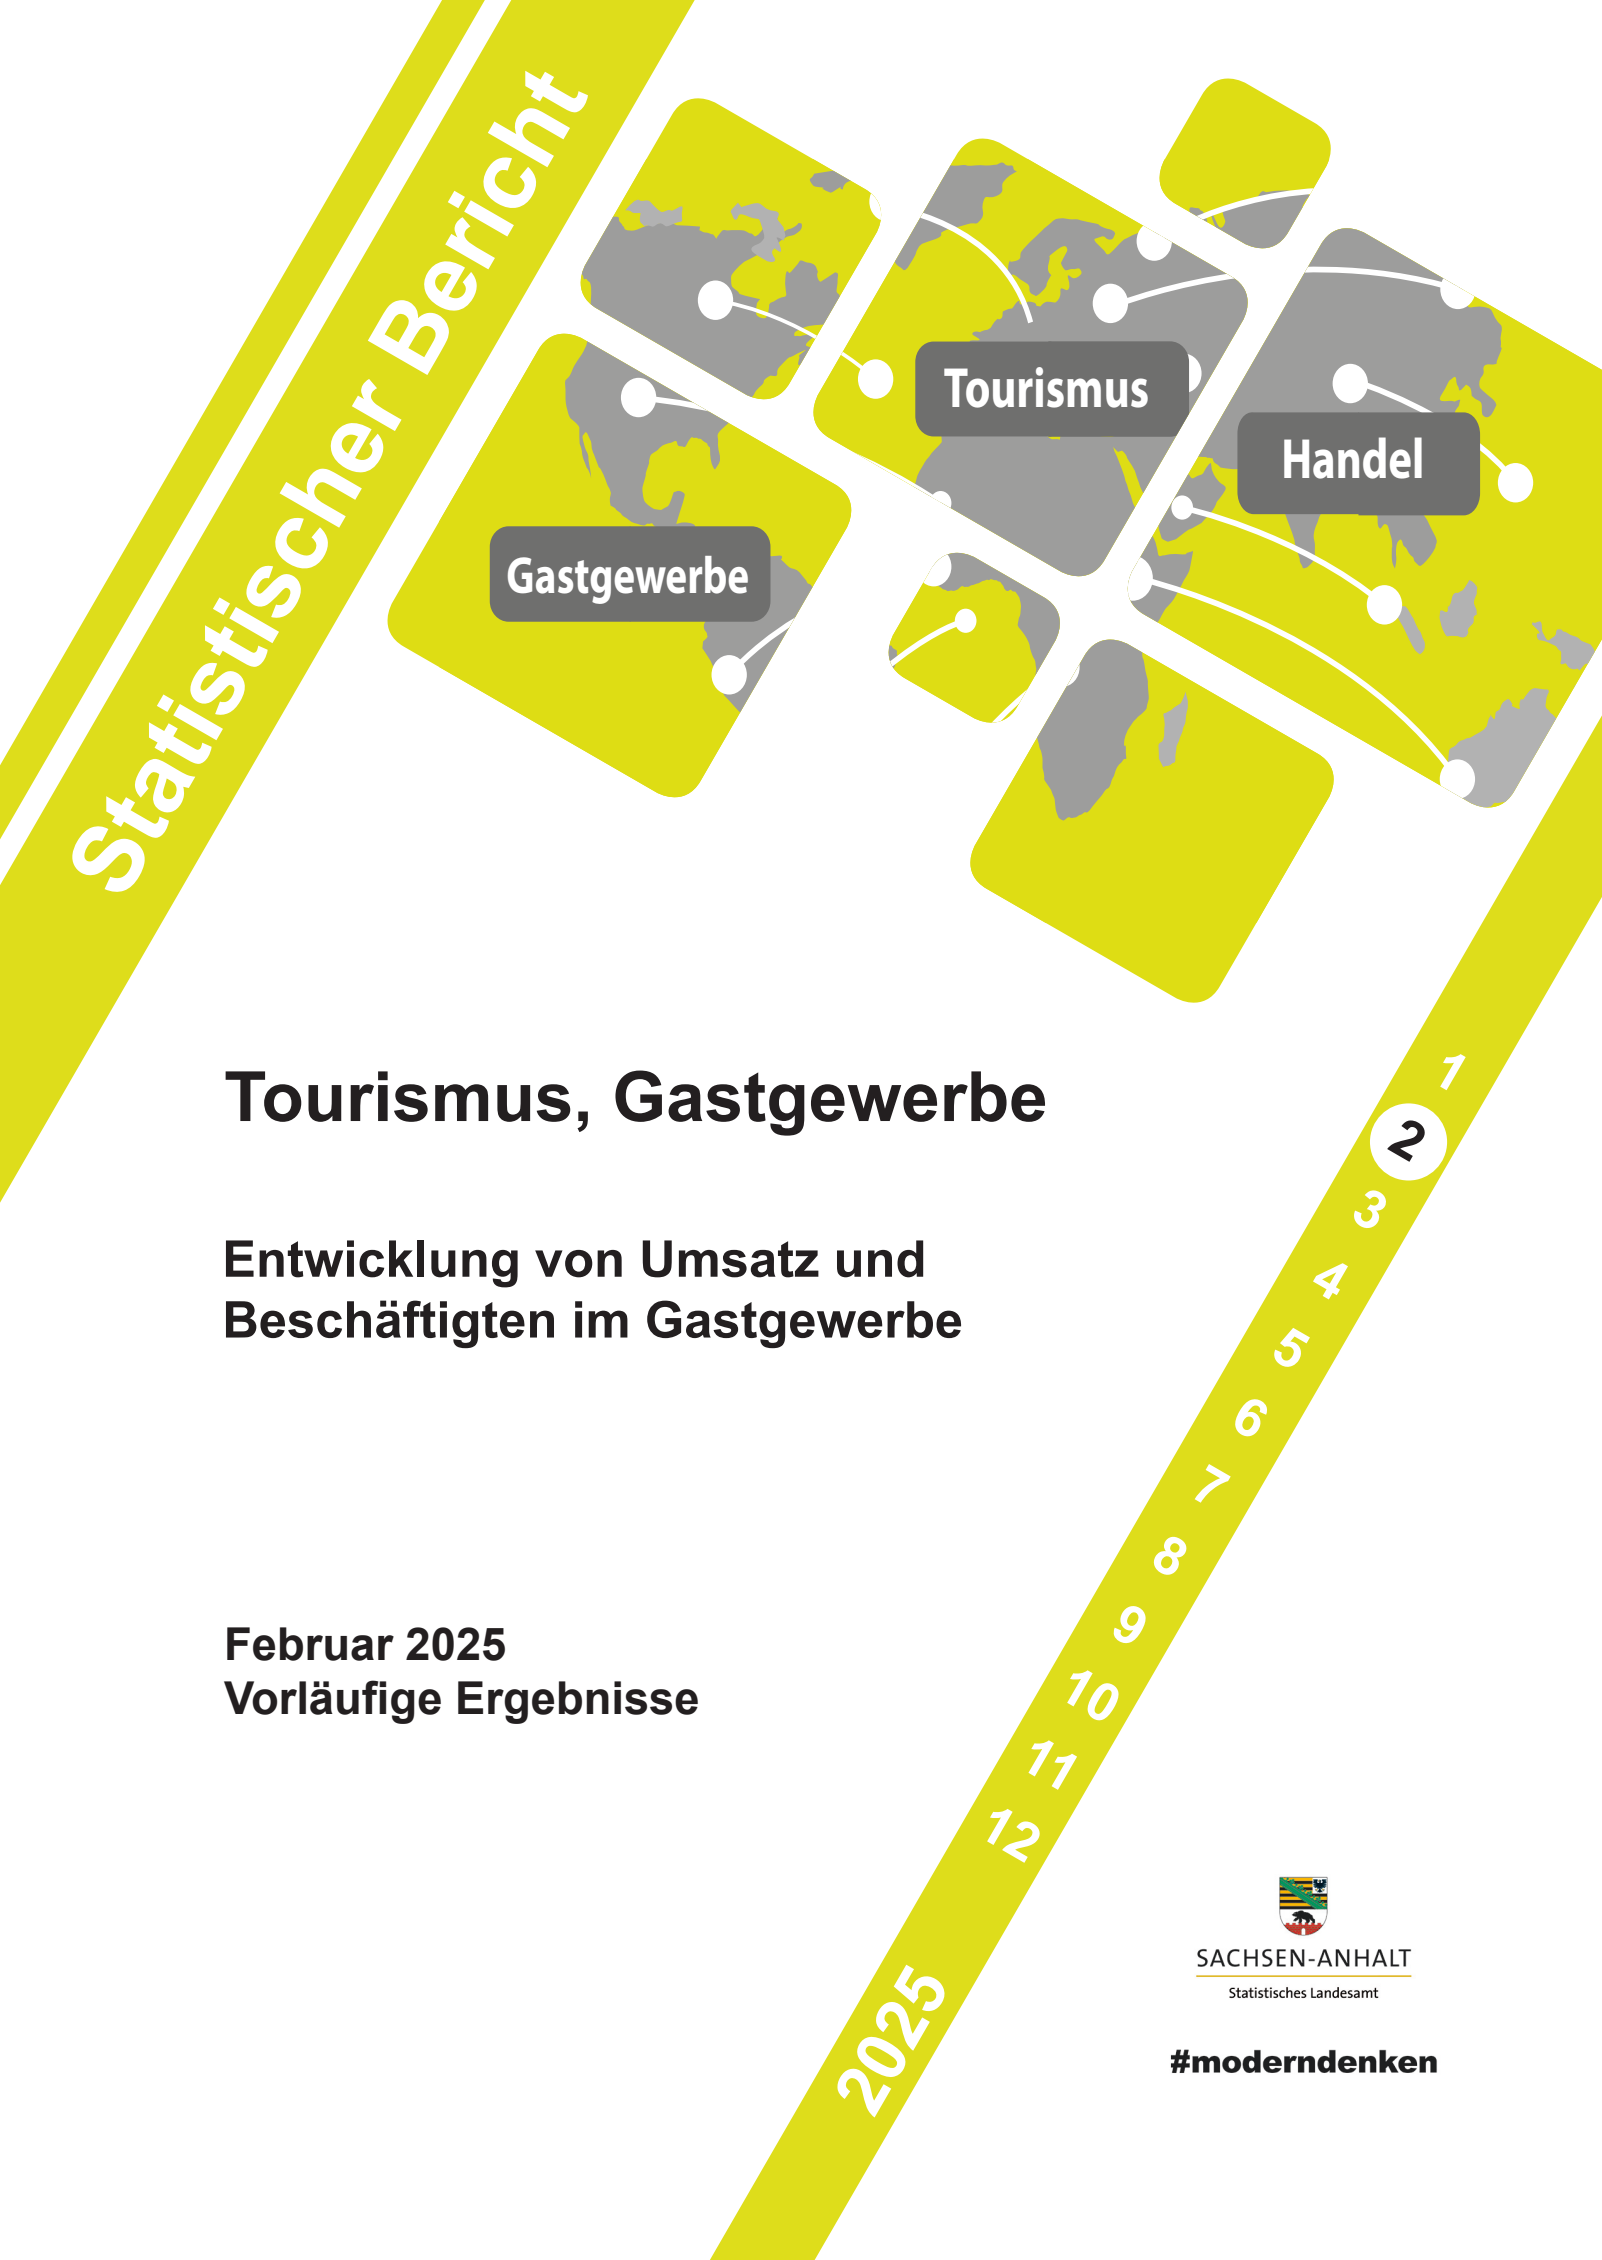 Statistischer Bericht
Tourismus
Handel
Gastgewerbe
Tourismus, Gastgewerbe
Entwicklung von Umsatz und
Beschäftigten im Gastgewerbe
Februar 2025
Vorläufige Ergebnisse
1
2
3
4
5
6
7
8
9
10
11
12
2025
SACHSEN-ANHALT
Statistisches Landesamt
#moderndenken